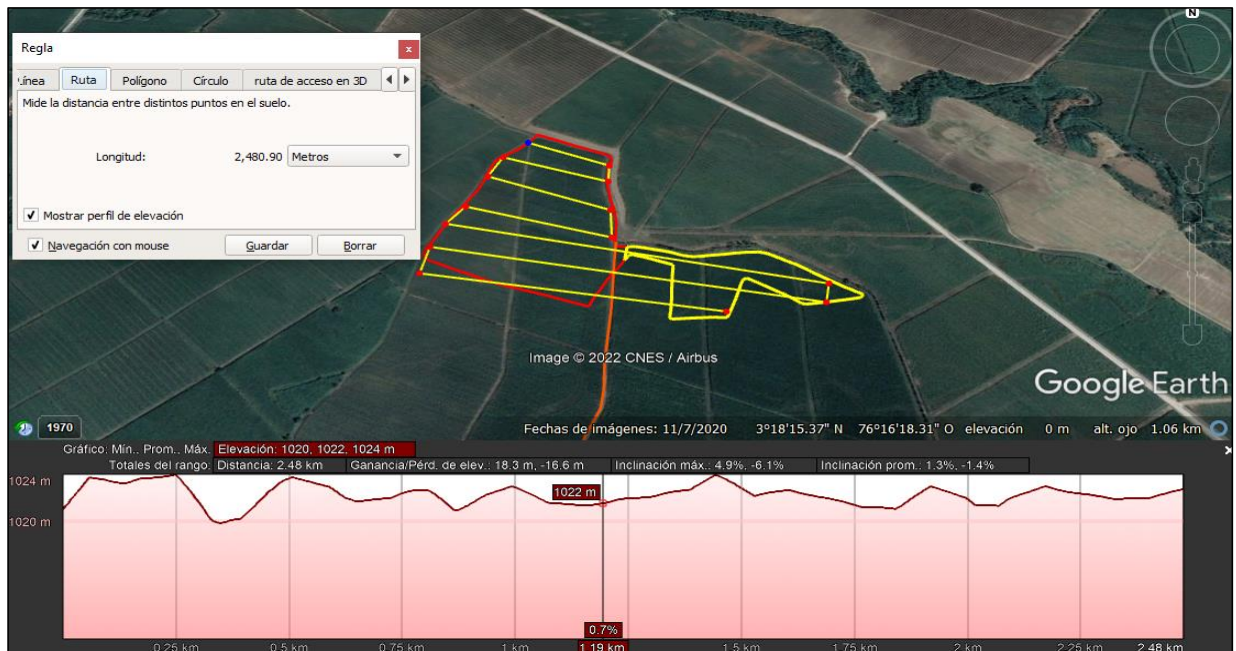 N
Regla
x
Línea Ruta Polígono Círculo ruta de acceso en 3D
Mide la distancia entre distintos puntos en el suelo.
Longitud: 2,480.90 Metros
Mostrar perfil de elevación
Navegación con mouse Guardar Borrar
Image © 2022 CNES / Airbus
Google Earth
1970
Fechas de imágenes: 11/7/2020 3°18'15.37" N 76°16'18.31" O elevación 0 m alt. ojo 1.06 km
Gráfico: Mín., Prom., Máx. Elevación: 1020, 1022, 1024 m
Totales del rango: Distancia: 2.48 km Ganancia/Pérd. de elev.: 18.3 m, -16.6 m Inclinación máx.: 4.9%, -6.1% Inclinación prom.: 1.3%, -1.4%
1024 m
1022 m
1020 m
0.7%
0.25 km 0.5 km 0.75 km 1 km 1.19 km 1.5 km 1.75 km 2 km 2.25 km 2.48 km